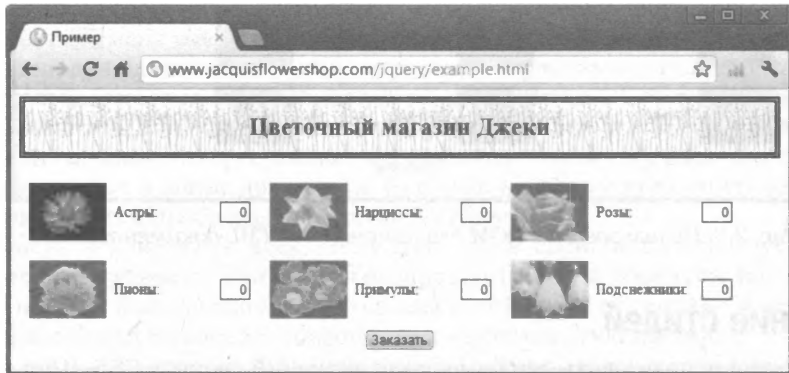 Пример
www.jacquisflowershop.com/jquery/example.html
Цветочный магазин Джеки
Астры: 0 Нарциссы: 0 Розы: 0
Пионы: 0 Примулы: 0 Подснежники: 0
Заказать